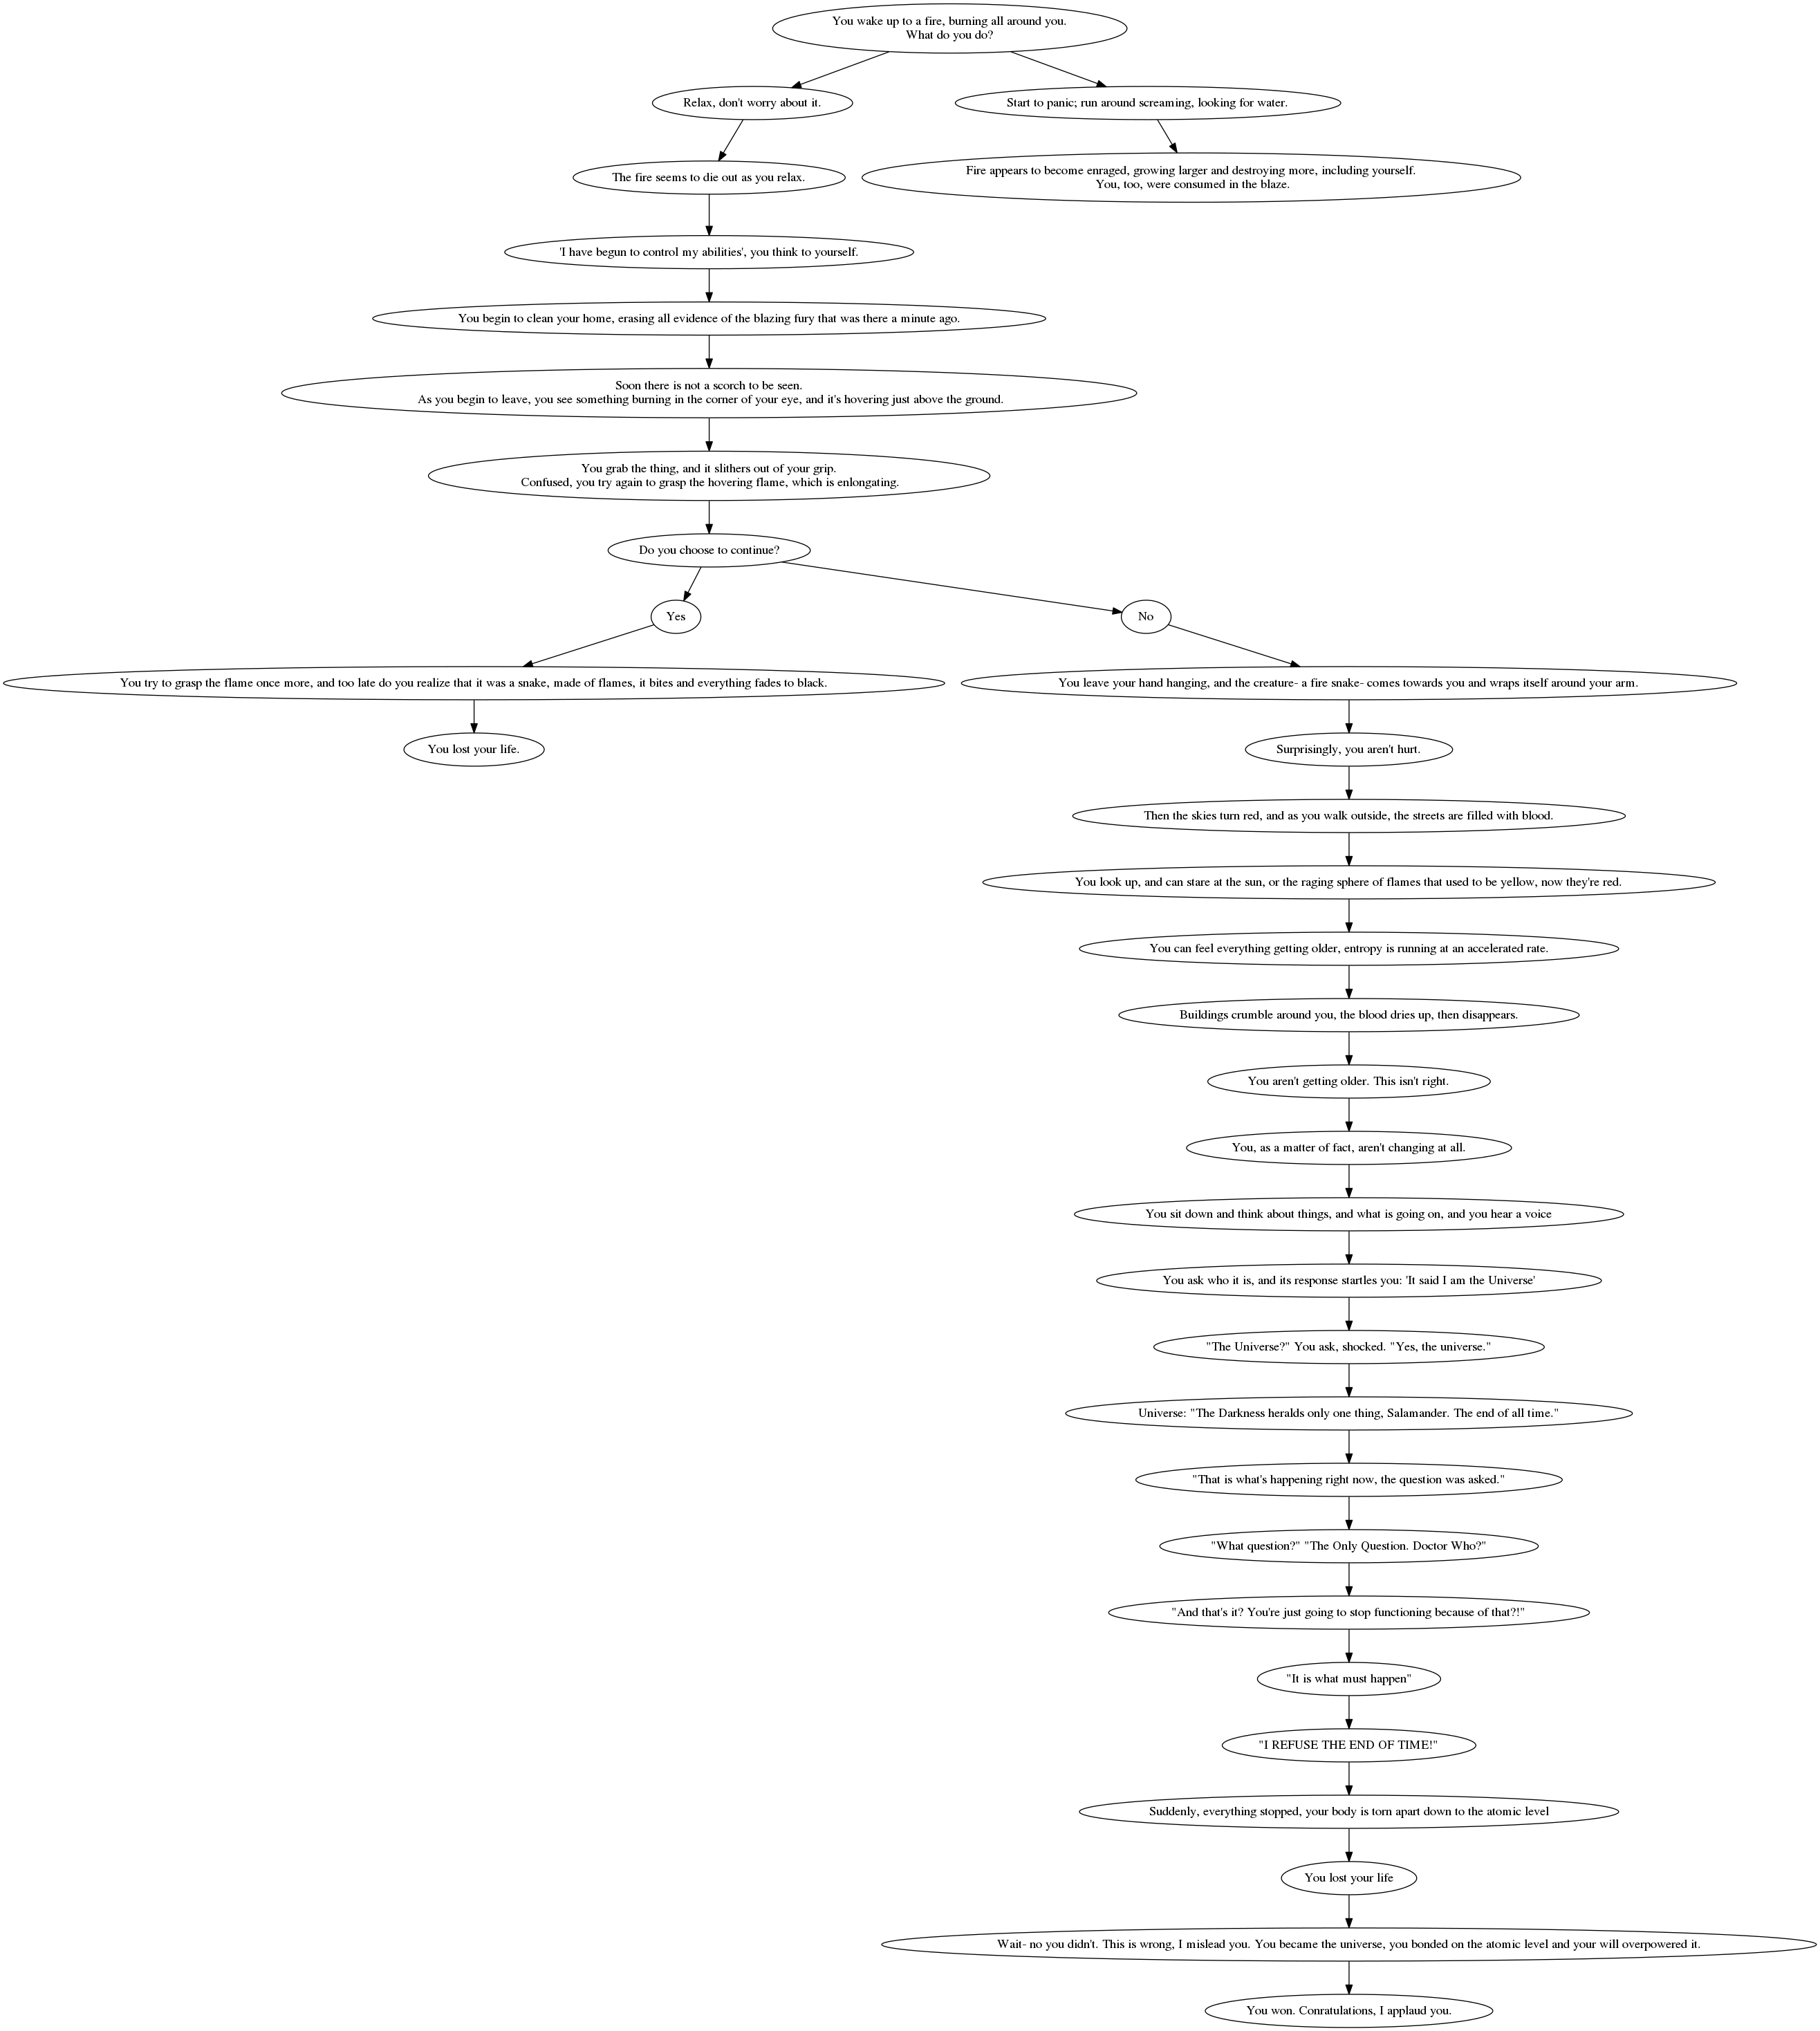 You wake up to a fire, burning all around you.
What do you do?
Relax, don't worry about it.
Start to panic; run around screaming, looking for water.
The fire seems to die out as you relax.
Fire appears to become enraged, growing larger and destroying more, including yourself.
You, too, were consumed in the blaze.
'I have begun to control my abilities', you think to yourself.
You begin to clean your home, erasing all evidence of the blazing fury that was there a minute ago.
Soon there is not a scorch to be seen.
As you begin to leave, you see something burning in the corner of your eye, and it's hovering just above the ground.
You grab the thing, and it slithers out of your grip.
Confused, you try again to grasp the hovering flame, which is enlongating.
Do you choose to continue?
Yes
No
You try to grasp the flame once more, and too late do you realize that it was a snake, made of flames, it bites and everything fades to black.
You leave your hand hanging, and the creature- a fire snake- comes towards you and wraps itself around your arm.
You lost your life.
Surprisingly, you aren't hurt.
Then the skies turn red, and as you walk outside, the streets are filled with blood.
You look up, and can stare at the sun, or the raging sphere of flames that used to be yellow, now they're red.
You can feel everything getting older, entropy is running at an accelerated rate.
Buildings crumble around you, the blood dries up, then disappears.
You aren't getting older. This isn't right.
You, as a matter of fact, aren't changing at all.
You sit down and think about things, and what is going on, and you hear a voice
You ask who it is, and its response startles you: 'It said I am the Universe'
"The Universe?" You ask, shocked. "Yes, the universe."
Universe: "The Darkness heralds only one thing, Salamander. The end of all time."
"That is what's happening right now, the question was asked."
"What question?" "The Only Question. Doctor Who?"
"And that's it? You're just going to stop functioning because of that?!"
"It is what must happen"
"I REFUSE THE END OF TIME!"
Suddenly, everything stopped, your body is torn apart down to the atomic level
You lost your life
Wait- no you didn't. This is wrong, I mislead you. You became the universe, you bonded on the atomic level and your will overpowered it.
You won. Conratulations, I applaud you.